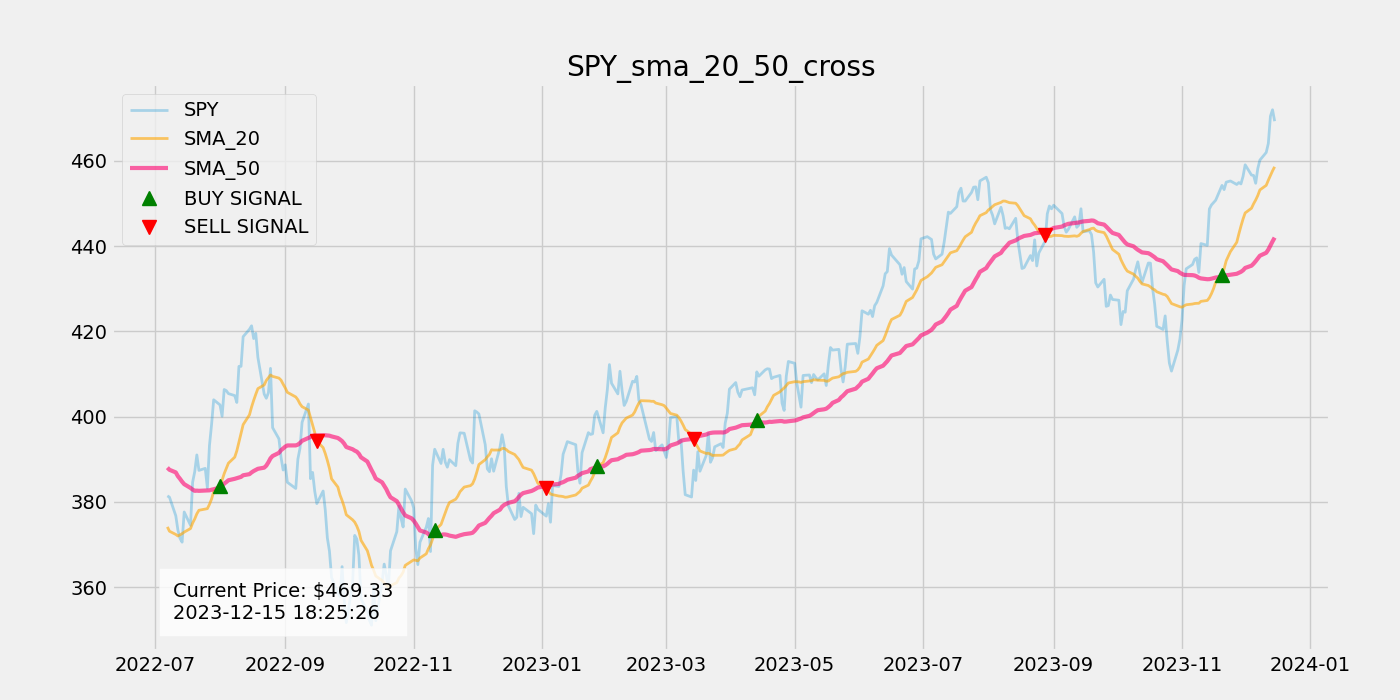 SPY_sma_20_50_cross
SPY
SMA_20
SMA_50
BUY SIGNAL
SELL SIGNAL
460
440
420
400
380
360
Current Price: $469.33
2023-12-15 18:25:26
2022-07 2022-09 2022-11 2023-01 2023-03 2023-05 2023-07 2023-09 2023-11 2024-01